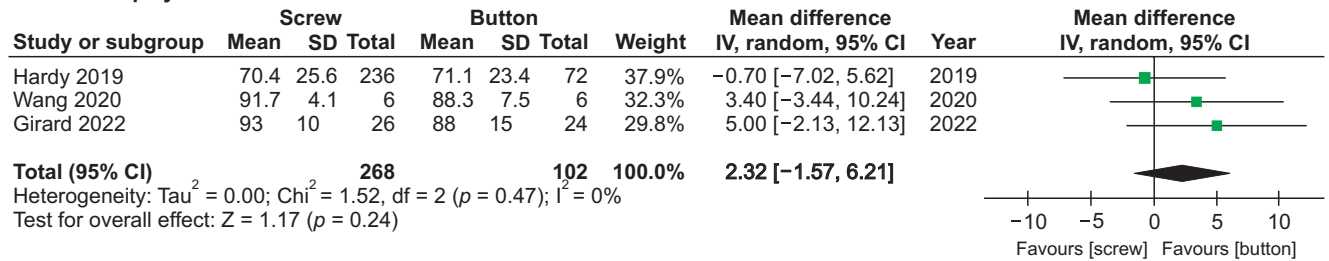 Screw Button Mean difference Mean difference
Study or subgroup Mean SD Total Mean SD Total Weight IV, random, 95% CI Year IV, random, 95% CI
Hardy 2019 70.4 25.6 236 71.1 23.4 72 37.9% −0.70 [−7.02, 5.62] 2019
Wang 2020 91.7 4.1 6 88.3 7.5 6 32.3% 3.40 [−3.44, 10.24] 2020
Girard 2022 93 10 26 88 15 24 29.8% 5.00 [−2.13, 12.13] 2022
Total (95% CI) 268 102 100.0% 2.32 [−1.57, 6.21]
Heterogeneity: Tau² = 0.00; Chi² = 1.52, df = 2 (p = 0.47); I² = 0%
Test for overall effect: Z = 1.17 (p = 0.24)
−10 −5 0 5 10
Favours [screw] Favours [button]